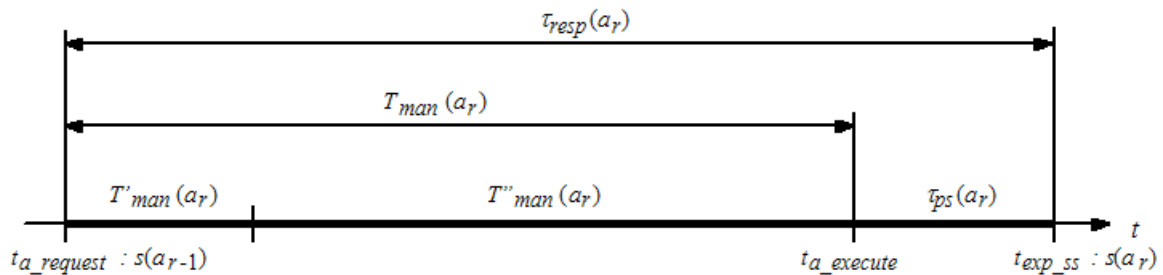 τresp(ar)
Tman(ar)
T'man(ar) T"man(ar) τps(ar)
t
ta_request : s(ar-1) ta_execute texp_ss : s(ar)